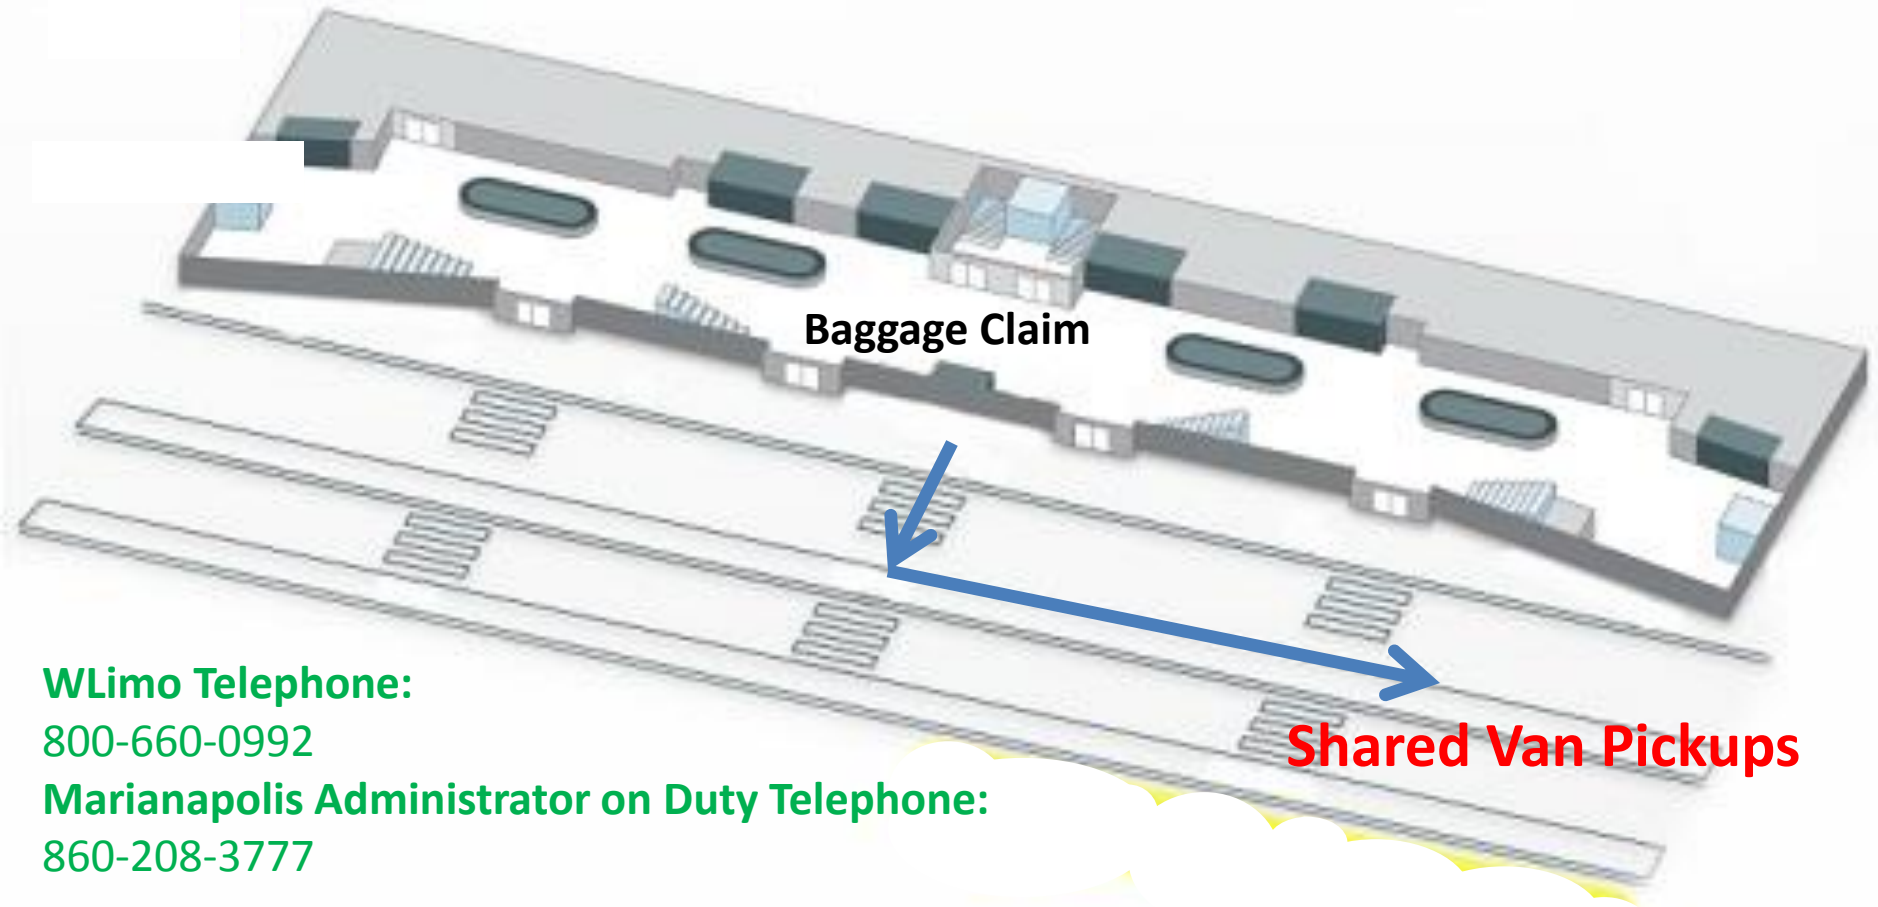 Baggage Claim
Shared Van Pickups
WLimo Telephone:
800-660-0992
Marianapolis Administrator on Duty Telephone:
860-208-3777